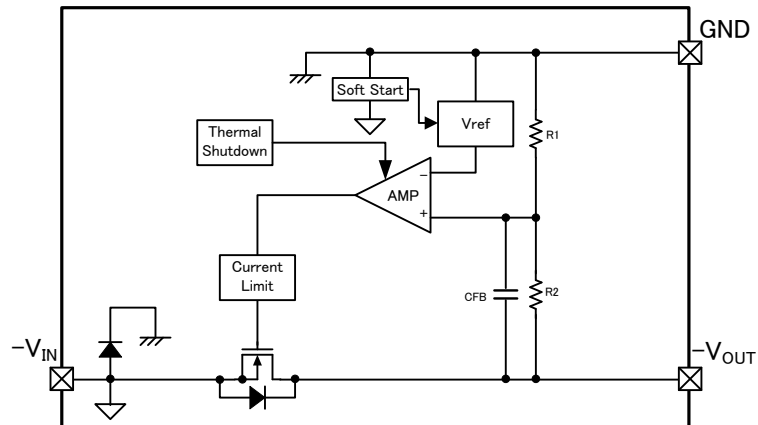 GND
Soft Start
Vref
R1
Thermal
Shutdown
−
AMP
+
Current
Limit
CFB
R2
−VIN
−VOUT